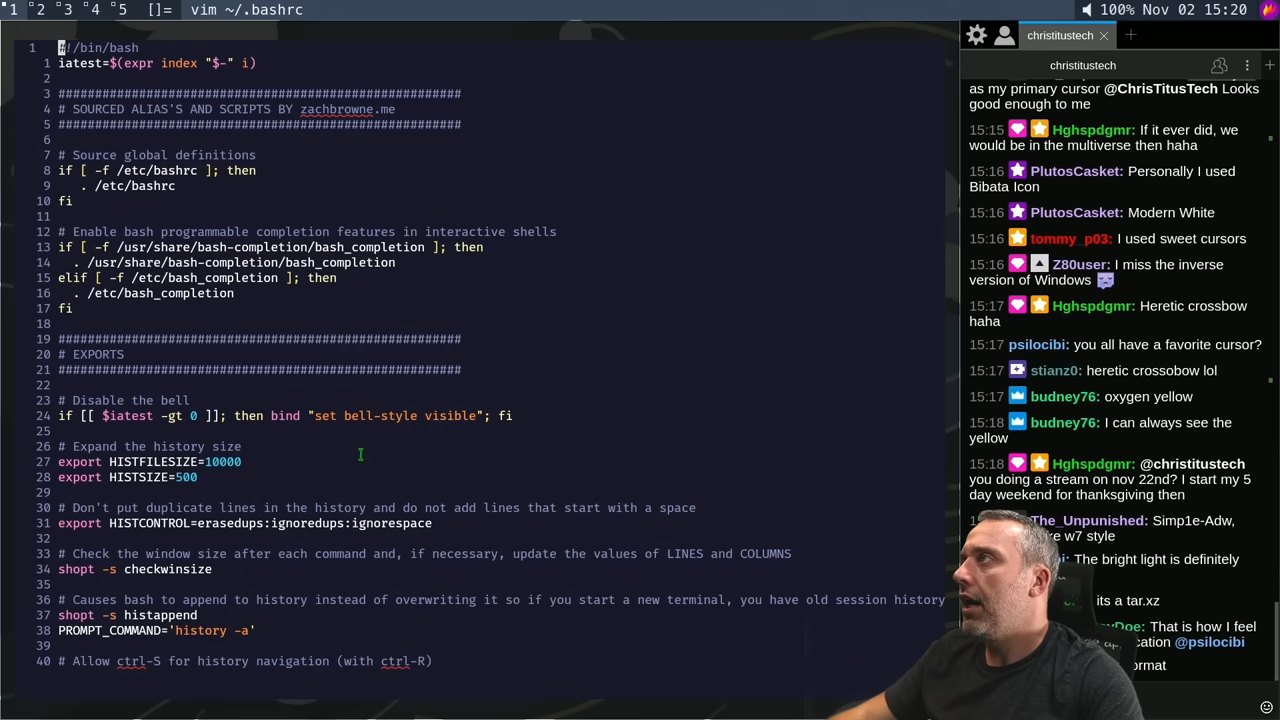 1 2 3 4 5 []= vim ~/.bashrc
100% Nov 02 15:20
1 #!/bin/bash
1 iatest=$(expr index "$-" i)
2
3 #######################################################
4 # SOURCED ALIAS'S AND SCRIPTS BY zachbrowne.me
5 #######################################################
6
7 # Source global definitions
8 if [ -f /etc/bashrc ]; then
9 . /etc/bashrc
10 fi
11
12 # Enable bash programmable completion features in interactive shells
13 if [ -f /usr/share/bash-completion/bash_completion ]; then
14 . /usr/share/bash-completion/bash_completion
15 elif [ -f /etc/bash_completion ]; then
16 . /etc/bash_completion
17 fi
18
19 #######################################################
20 # EXPORTS
21 #######################################################
22
23 # Disable the bell
24 if [[ $iatest -gt 0 ]]; then bind "set bell-style visible"; fi
25
26 # Expand the history size
27 export HISTFILESIZE=10000
28 export HISTSIZE=500
29
30 # Don't put duplicate lines in the history and do not add lines that start with a space
31 export HISTCONTROL=erasedups:ignoredups:ignorespace
32
33 # Check the window size after each command and, if necessary, update the values of LINES and COLUMNS
34 shopt -s checkwinsize
35
36 # Causes bash to append to history instead of overwriting it so if you start a new terminal, you have old session history
37 shopt -s histappend
38 PROMPT_COMMAND='history -a'
39
40 # Allow ctrl-S for history navigation (with ctrl-R)
christitustech
christitustech
as my primary cursor @ChrisTitusTech Looks
good enough to me
15:15 Hghspdgmr: If it ever did, we
would be in the multiverse then haha
15:16 PlutosCasket: Personally I used
Bibata Icon
15:16 PlutosCasket: Modern White
15:16 tommy_p03: I used sweet cursors
15:16 Z80user: I miss the inverse
version of Windows
15:17 Hghspdgmr: Heretic crossbow
haha
15:17 psilocibi: you all have a favorite cursor?
15:17 stianz0: heretic crossobow lol
15:17 budney76: oxygen yellow
15:18 budney76: I can always see the
yellow
15:18 Hghspdgmr: @christitustech
you doing a stream on nov 22nd? I start my 5
day weekend for thanksgiving then
The_Unpunished: Simp1e-Adw,
w7 style
The bright light is definitely
its a tar.xz
That is how I feel
@psilocibi